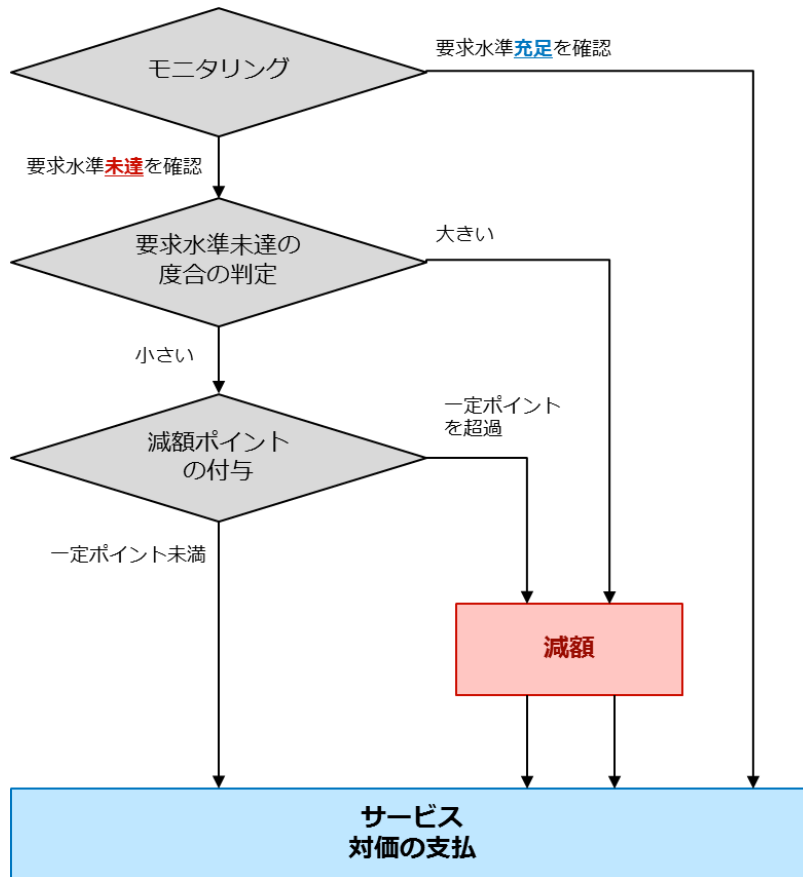 モニタリング
要求水準充足を確認
要求水準未達を確認
要求水準未達の
度合の判定
大きい
小さい
減額ポイント
の付与
一定ポイント
を超過
一定ポイント未満
減額
サービス
対価の支払